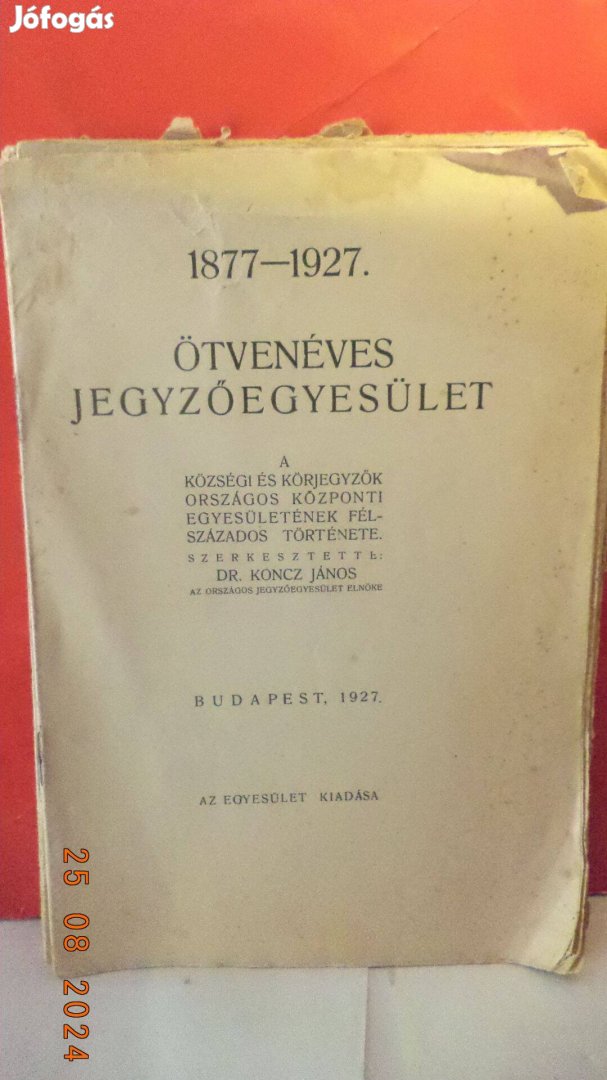 Jófogás
1877—1927.
ÖTVENÉVES
JEGYZŐEGYESÜLET
A
KÖZSÉGI ÉS KÖRJEGYZŐK
ORSZÁGOS KÖZPONTI
EGYESÜLETÉNEK FÉL-
SZÁZADOS TÖRTÉNETE.
SZERKESZTETTE:
DR. KONCZ JÁNOS
AZ ORSZÁGOS JEGYZŐEGYESÜLET ELNÖKE
BUDAPEST, 1927.
AZ EGYESÜLET KIADÁSA
25 08 2024